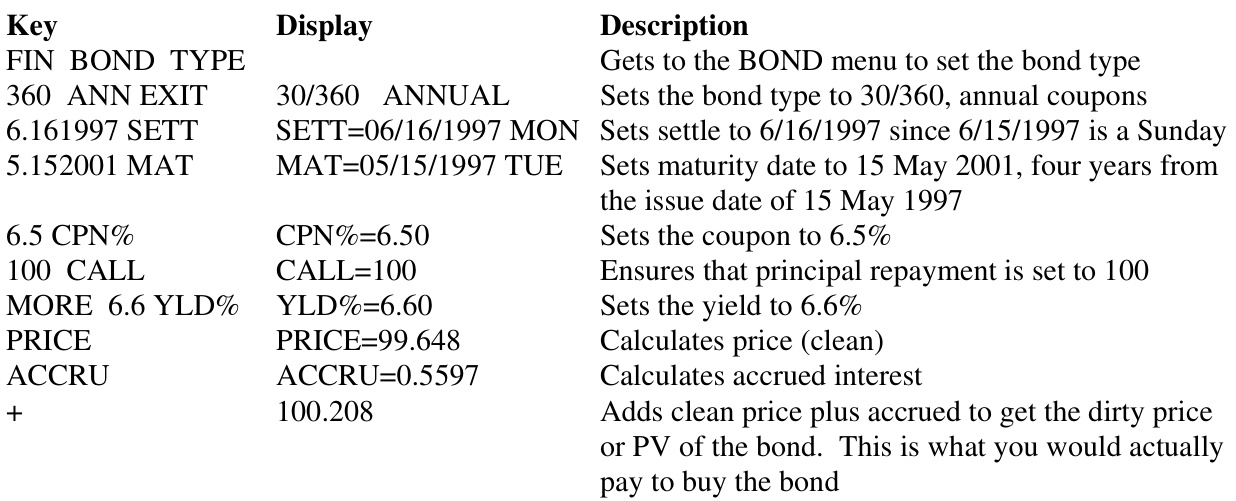 Key Display Description
FIN BOND TYPE Gets to the BOND menu to set the bond type
360 ANN EXIT 30/360 ANNUAL Sets the bond type to 30/360, annual coupons
6.161997 SETT SETT=06/16/1997 MON Sets settle to 6/16/1997 since 6/15/1997 is a Sunday
5.152001 MAT MAT=05/15/1997 TUE Sets maturity date to 15 May 2001, four years from
the issue date of 15 May 1997
6.5 CPN% CPN%=6.50 Sets the coupon to 6.5%
100 CALL CALL=100 Ensures that principal repayment is set to 100
MORE 6.6 YLD% YLD%=6.60 Sets the yield to 6.6%
PRICE PRICE=99.648 Calculates price (clean)
ACCRU ACCRU=0.5597 Calculates accrued interest
+ 100.208 Adds clean price plus accrued to get the dirty price
or PV of the bond. This is what you would actually
pay to buy the bond